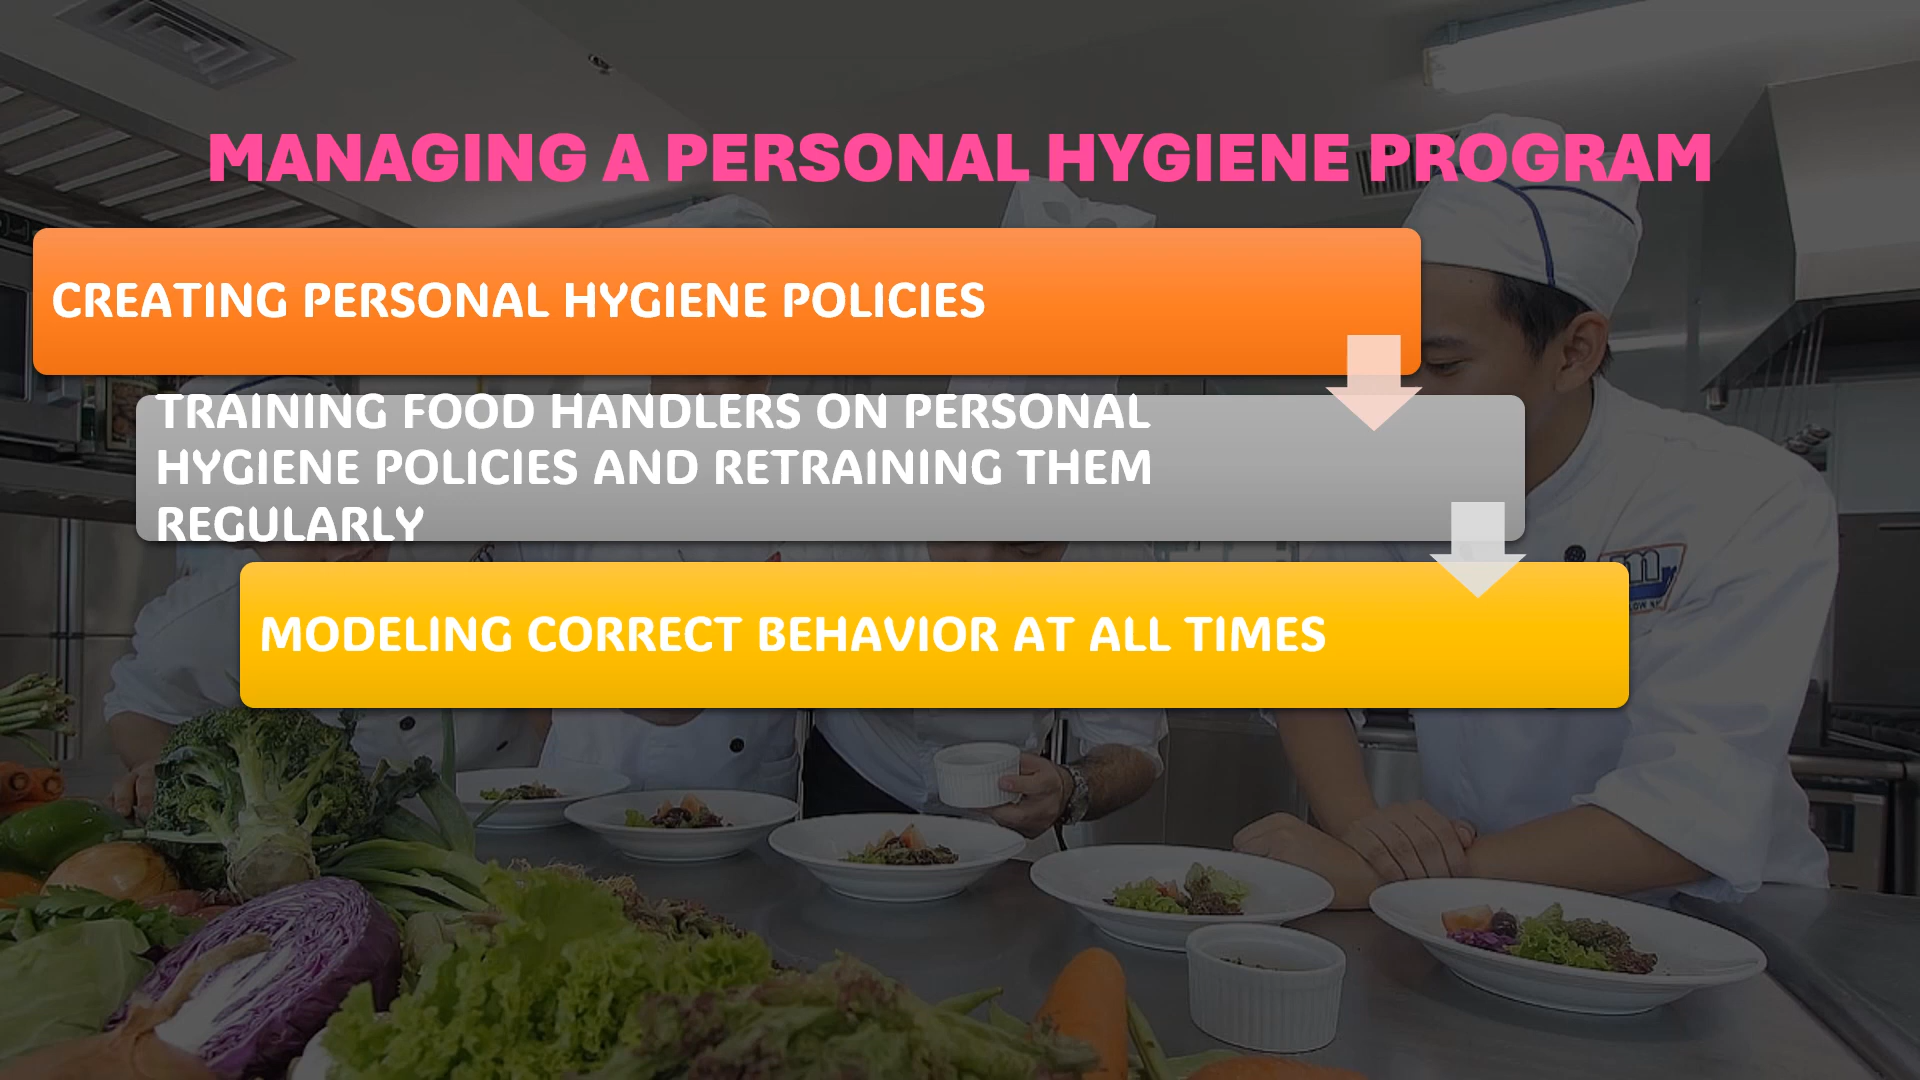 MANAGING A PERSONAL HYGIENE PROGRAM
CREATING PERSONAL HYGIENE POLICIES
TRAINING FOOD HANDLERS ON PERSONAL
HYGIENE POLICIES AND RETRAINING THEM
REGULARLY
MODELING CORRECT BEHAVIOR AT ALL TIMES